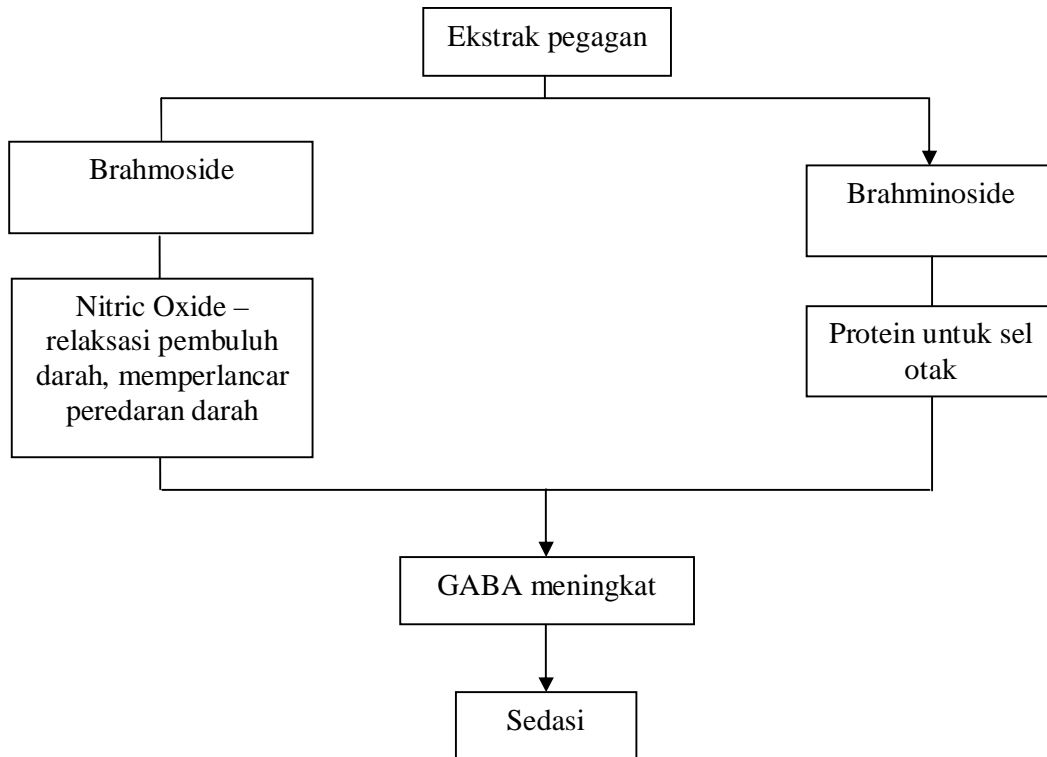 Ekstrak pegagan
Brahmoside
Brahminoside
Nitric Oxide –
relaksasi pembuluh
darah, memperlancar
peredaran darah
Protein untuk sel
otak
GABA meningkat
Sedasi